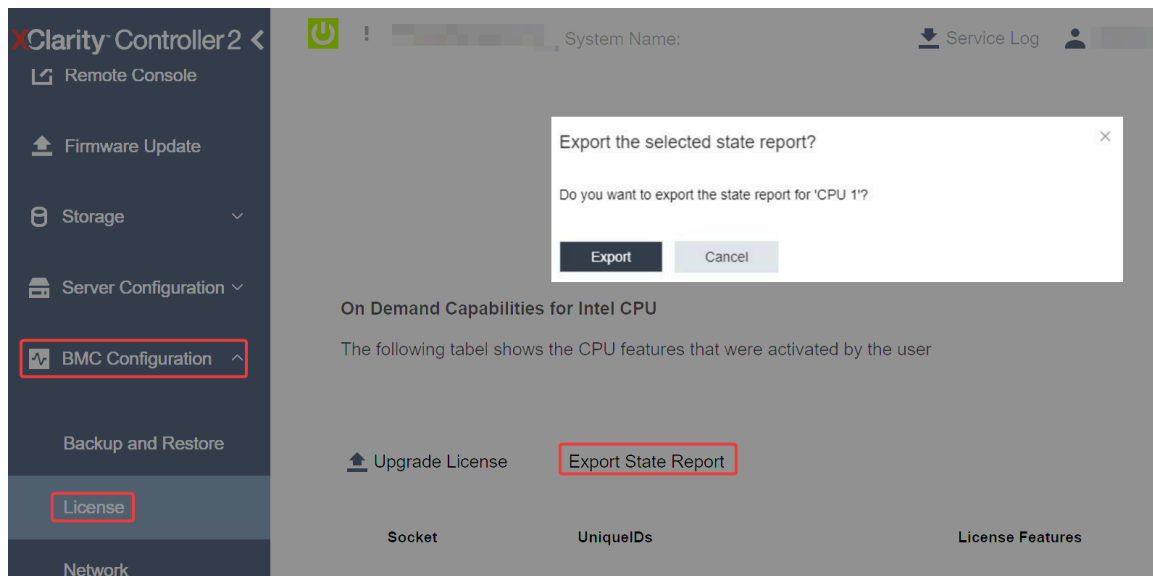 XClarity Controller 2
Remote Console
Firmware Update
Storage
Server Configuration
BMC Configuration
Backup and Restore
License
Network
System Name:
Service Log
Export the selected state report?
Do you want to export the state report for 'CPU 1'?
Export Cancel
On Demand Capabilities for Intel CPU
The following tabel shows the CPU features that were activated by the user
Upgrade License Export State Report
Socket UniqueIDs License Features